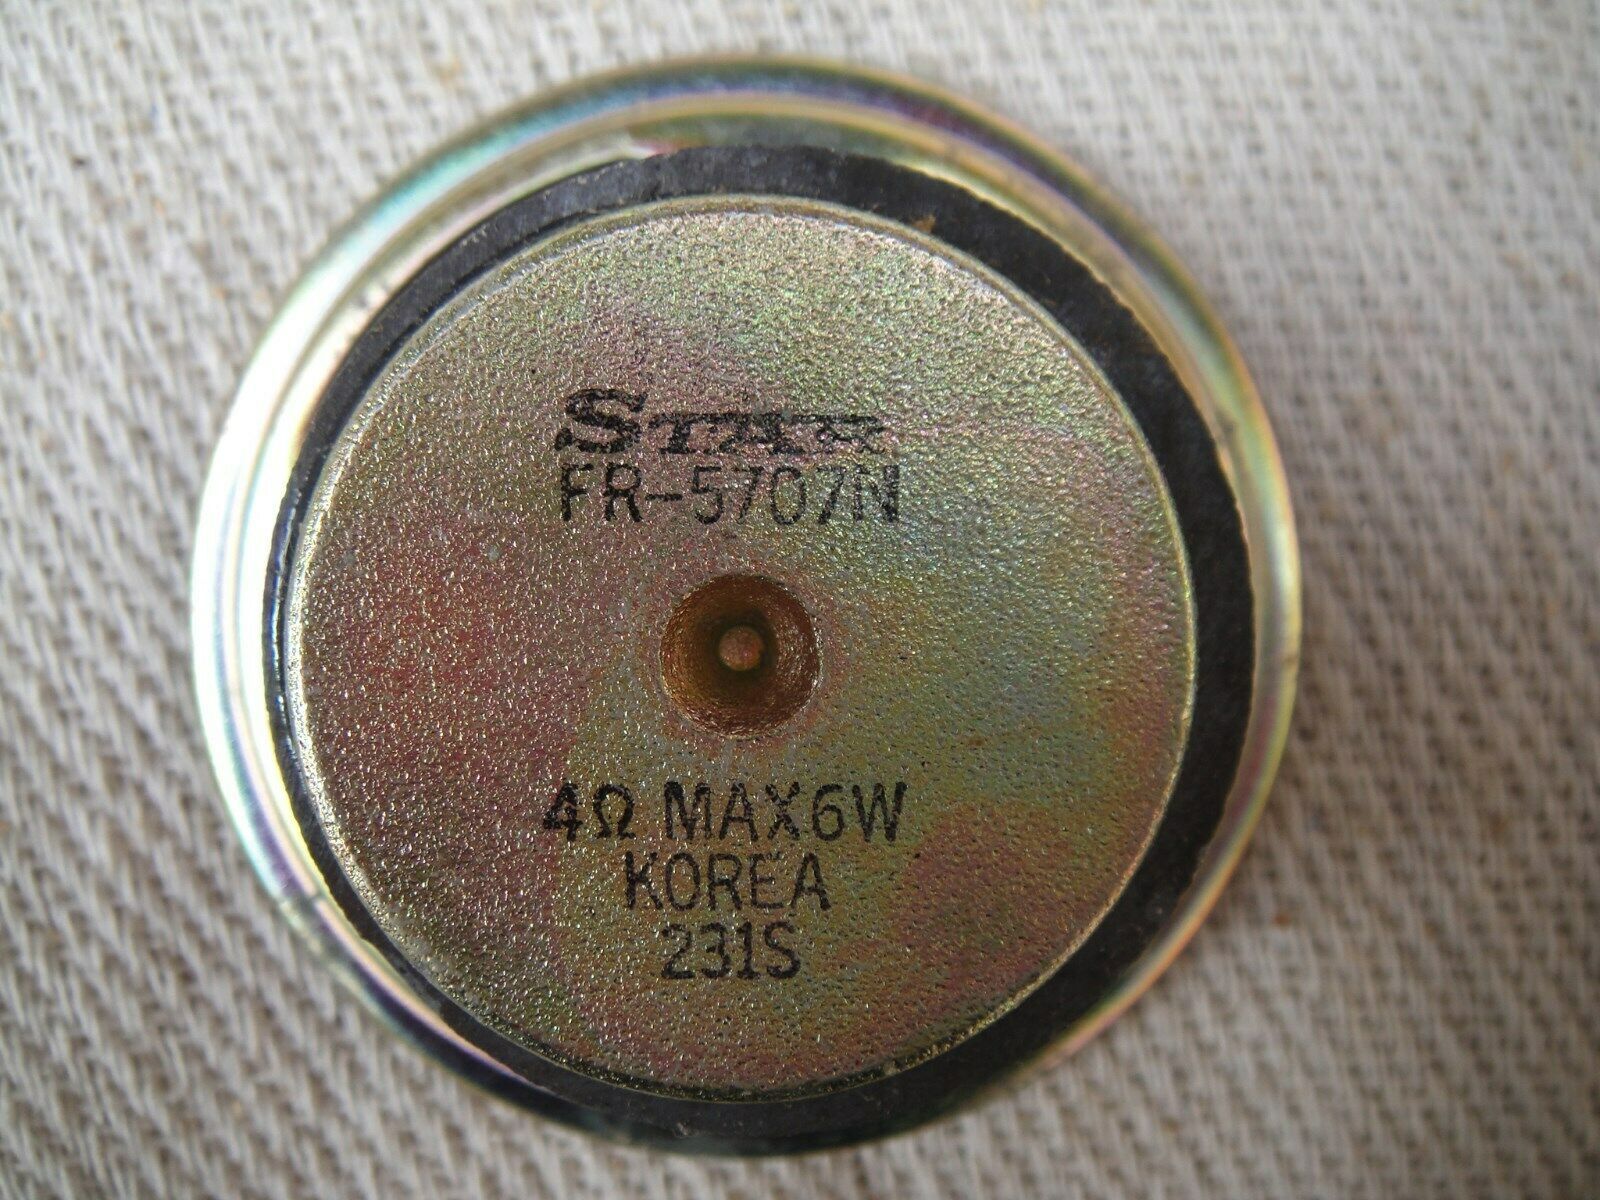 STAR
FR-5707N
4Ω MAX6W
KOREA
231S